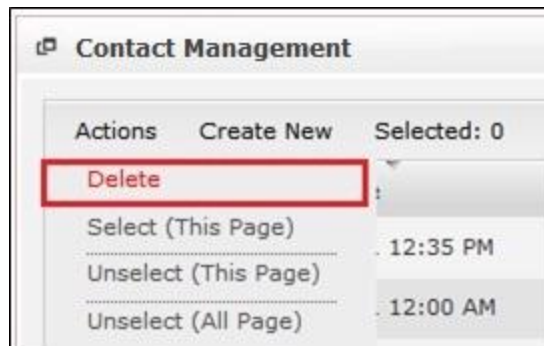 Contact Management
Actions Create New Selected: 0
Delete
Select (This Page)
12:35 PM
Unselect (This Page)
12:00 AM
Unselect (All Page)